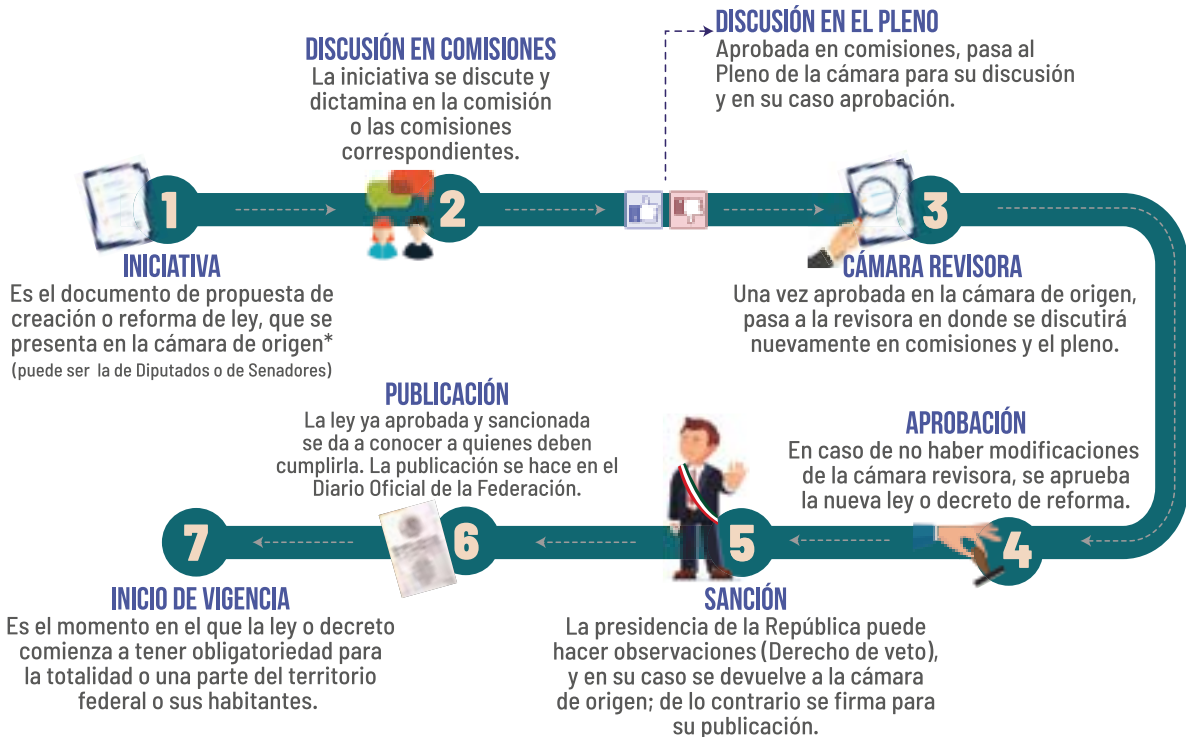 1
INICIATIVA
Es el documento de propuesta de
creación o reforma de ley, que se
presenta en la cámara de origen*
(puede ser la de Diputados o de Senadores)
DISCUSIÓN EN COMISIONES
La iniciativa se discute y
dictamina en la comisión
o las comisiones
correspondientes.
2
DISCUSIÓN EN EL PLENO
Aprobada en comisiones, pasa al
Pleno de la cámara para su discusión
y en su caso aprobación.
3
CÁMARA REVISORA
Una vez aprobada en la cámara de origen,
pasa a la revisora en donde se discutirá
nuevamente en comisiones y el pleno.
APROBACIÓN
En caso de no haber modificaciones
de la cámara revisora, se aprueba
la nueva ley o decreto de reforma.
4
5
SANCIÓN
La presidencia de la República puede
hacer observaciones (Derecho de veto),
y en su caso se devuelve a la cámara
de origen; de lo contrario se firma para
su publicación.
PUBLICACIÓN
La ley ya aprobada y sancionada
se da a conocer a quienes deben
cumplirla. La publicación se hace en el
Diario Oficial de la Federación.
6
7
INICIO DE VIGENCIA
Es el momento en el que la ley o decreto
comienza a tener obligatoriedad para
la totalidad o una parte del territorio
federal o sus habitantes.